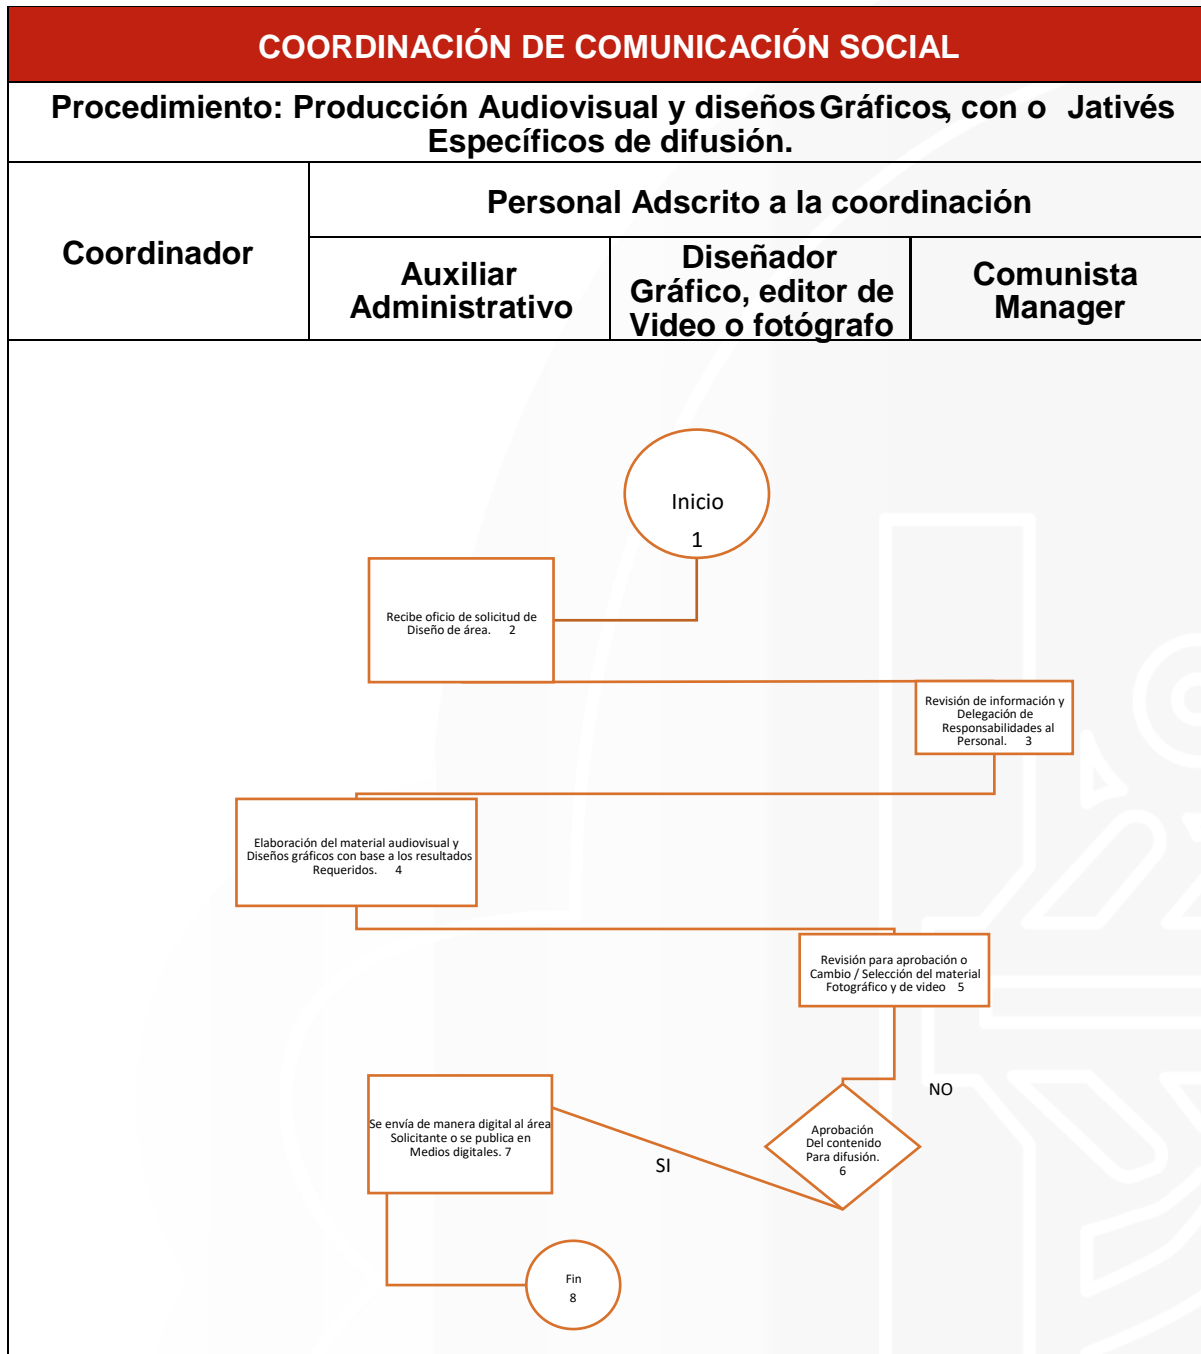 COORDINACIÓN DE COMUNICACIÓN SOCIAL
Procedimiento: Producción Audiovisual y diseños Gráficos, con o Jativés
Específicos de difusión.
Coordinador
Personal Adscrito a la coordinación
Auxiliar
Administrativo
Diseñador
Gráfico, editor de
Video o fotógrafo
Comunista
Manager
Inicio
1
Recibe oficio de solicitud de
Diseño de área. 2
Revisión de información y
Delegación de
Responsabilidades al
Personal. 3
Elaboración del material audiovisual y
Diseños gráficos con base a los resultados
Requeridos. 4
Revisión para aprobación o
Cambio / Selección del material
Fotográfico y de video 5
NO
Aprobación
Del contenido
Para difusión.
6
SI
Se envía de manera digital al área
Solicitante o se publica en
Medios digitales. 7
Fin
8